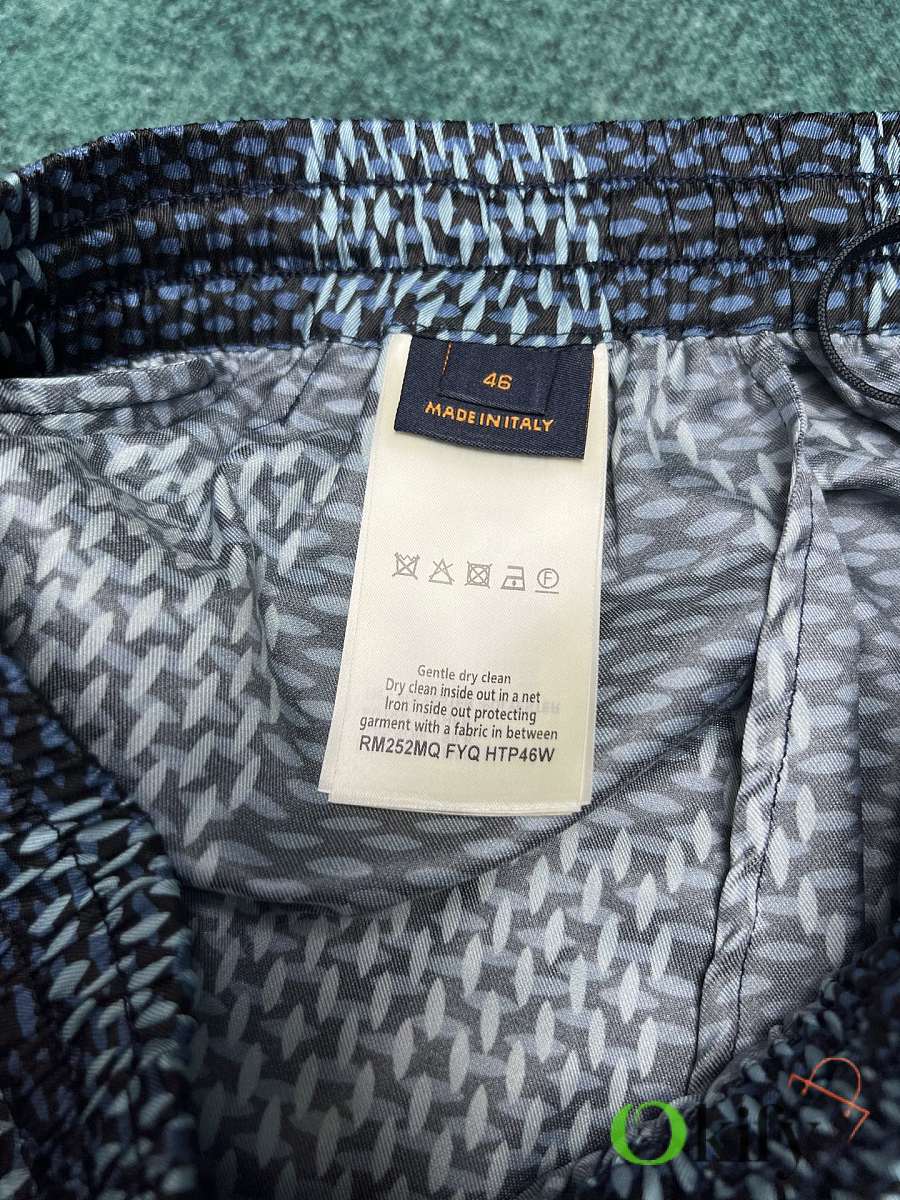 46
MADE IN ITALY
Gentle dry clean
Dry clean inside out in a net
Iron inside out protecting
garment with a fabric in between
RM252MQ FYQ HTP46W
Okify